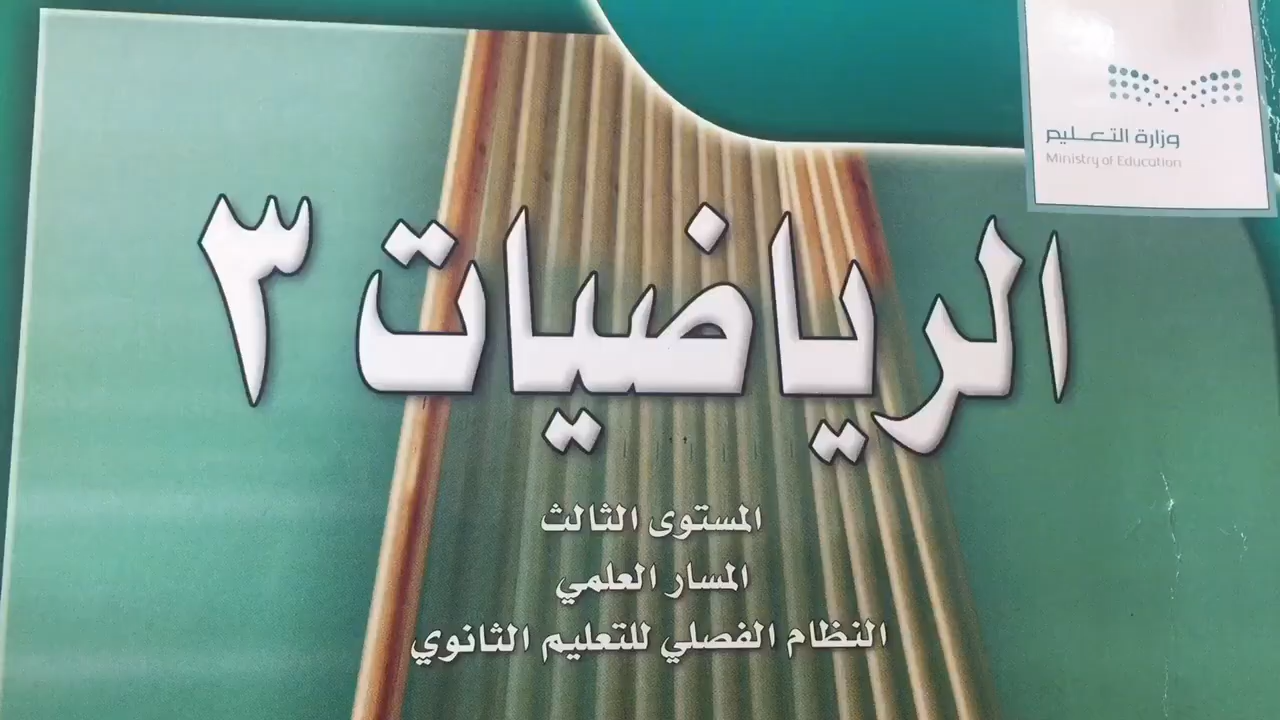 وزارة التعليم
Ministry of Education
الرياضيات ٣
المستوى الثالث
المسار العلمي
النظام الفصلي للتعليم الثانوي